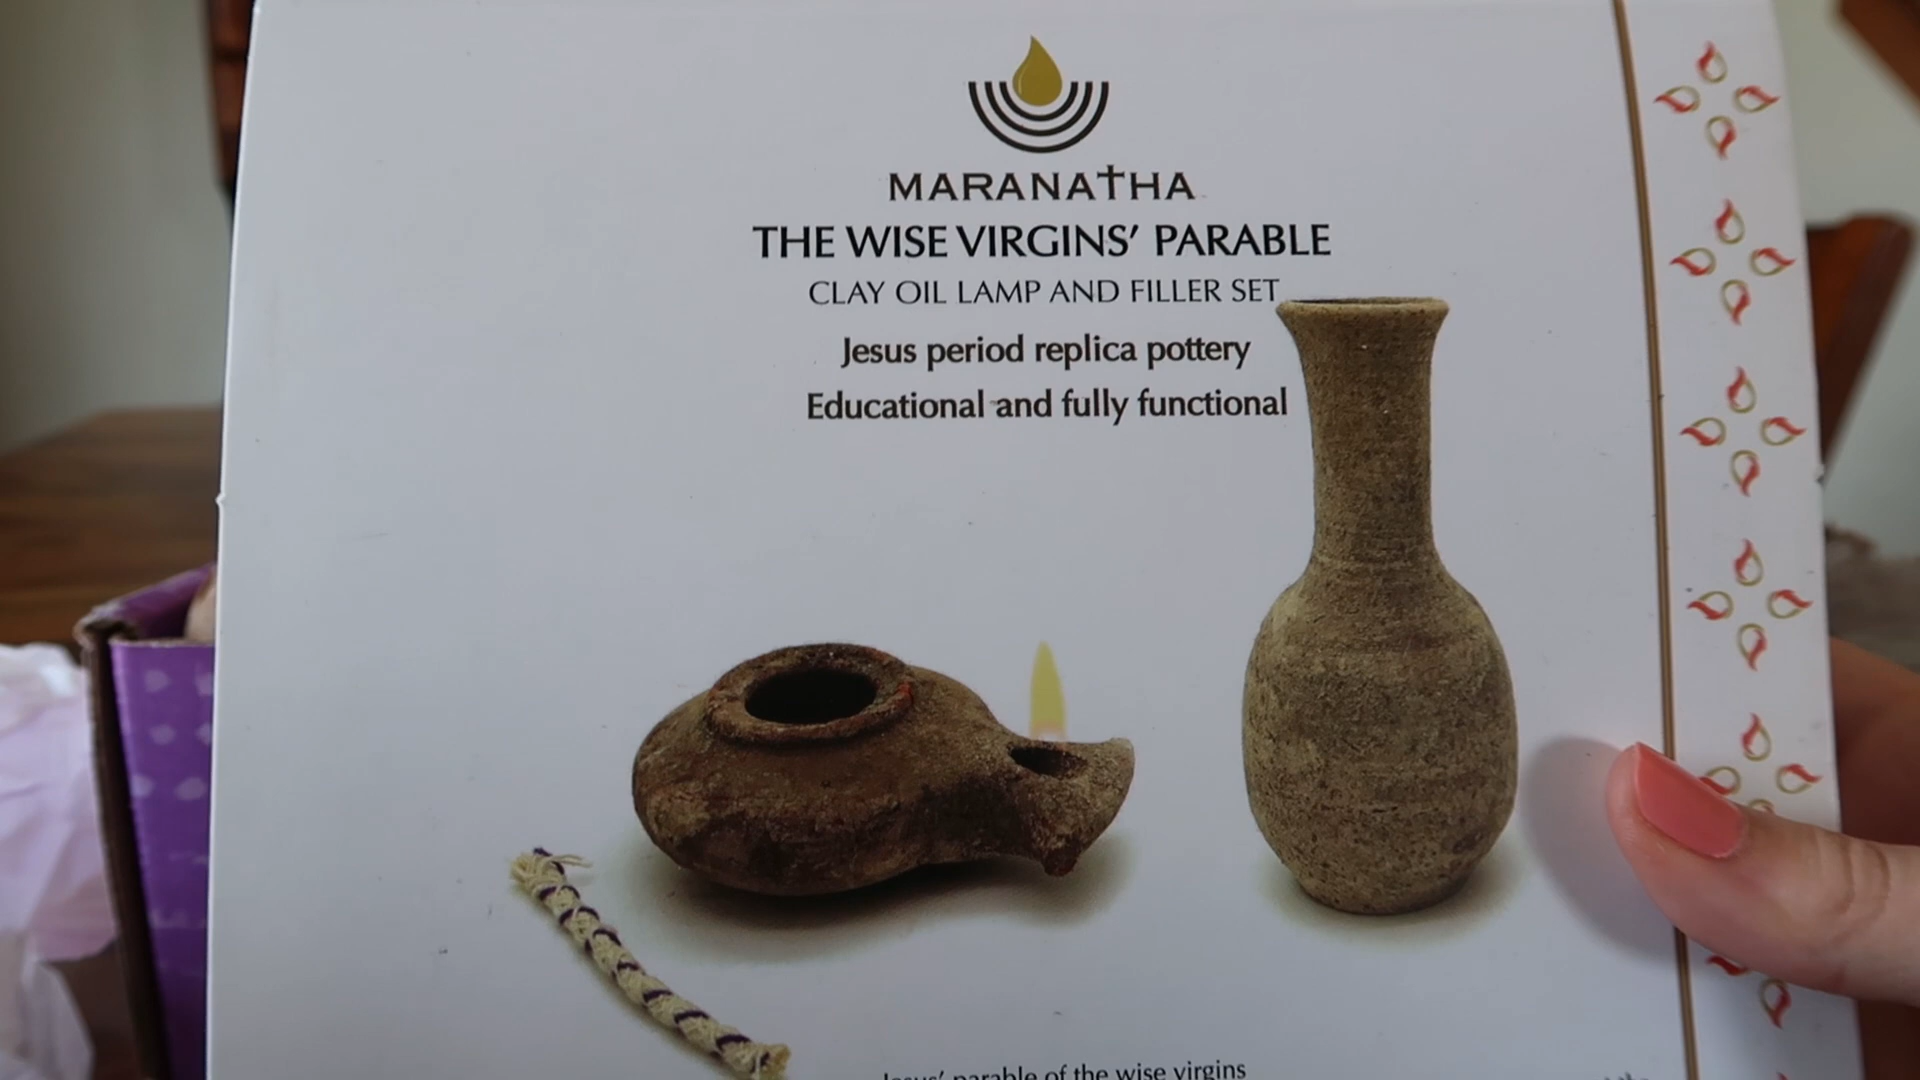 MARANATHA
THE WISE VIRGINS’ PARABLE
CLAY OIL LAMP AND FILLER SET
Jesus period replica pottery
Educational and fully functional
Jesus’ parable of the wise virgins